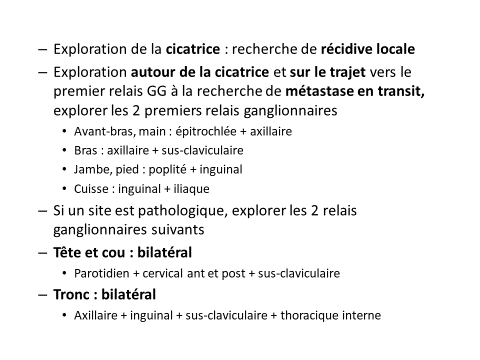 – Exploration de la cicatrice : recherche de récidive locale
– Exploration autour de la cicatrice et sur le trajet vers le
premier relais GG à la recherche de métastase en transit,
explorer les 2 premiers relais ganglionnaires
• Avant-bras, main : épitrochlée + axillaire
• Bras : axillaire + sus-claviculaire
• Jambe, pied : poplité + inguinal
• Cuisse : inguinal + iliaque
– Si un site est pathologique, explorer les 2 relais
ganglionnaires suivants
– Tête et cou : bilatéral
• Parotidien + cervical ant et post + sus-claviculaire
– Tronc : bilatéral
• Axillaire + inguinal + sus-claviculaire + thoracique interne